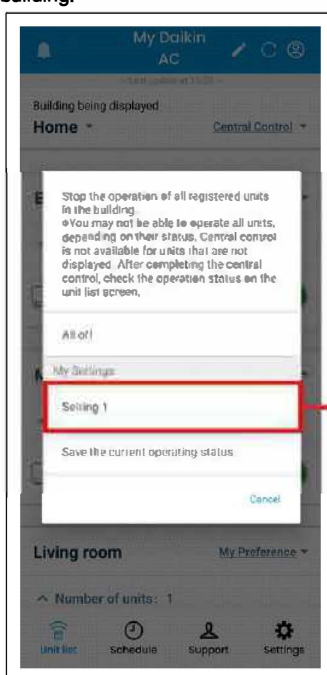 building.
My Daikin
AC
Building being displayed
Home
Central Control
Stop the operation of all registered units
in the building.
●You may not be able to operate all units,
depending on their status. Central control
is not available for units that are not
displayed. After completing the central
control, check the operation status on the
unit list screen.
All off
My Settings
Setting 1
Save the current operating status
Cancel
Living room
My Preference
Number of units: 1
Unit list
Schedule
Support
Settings